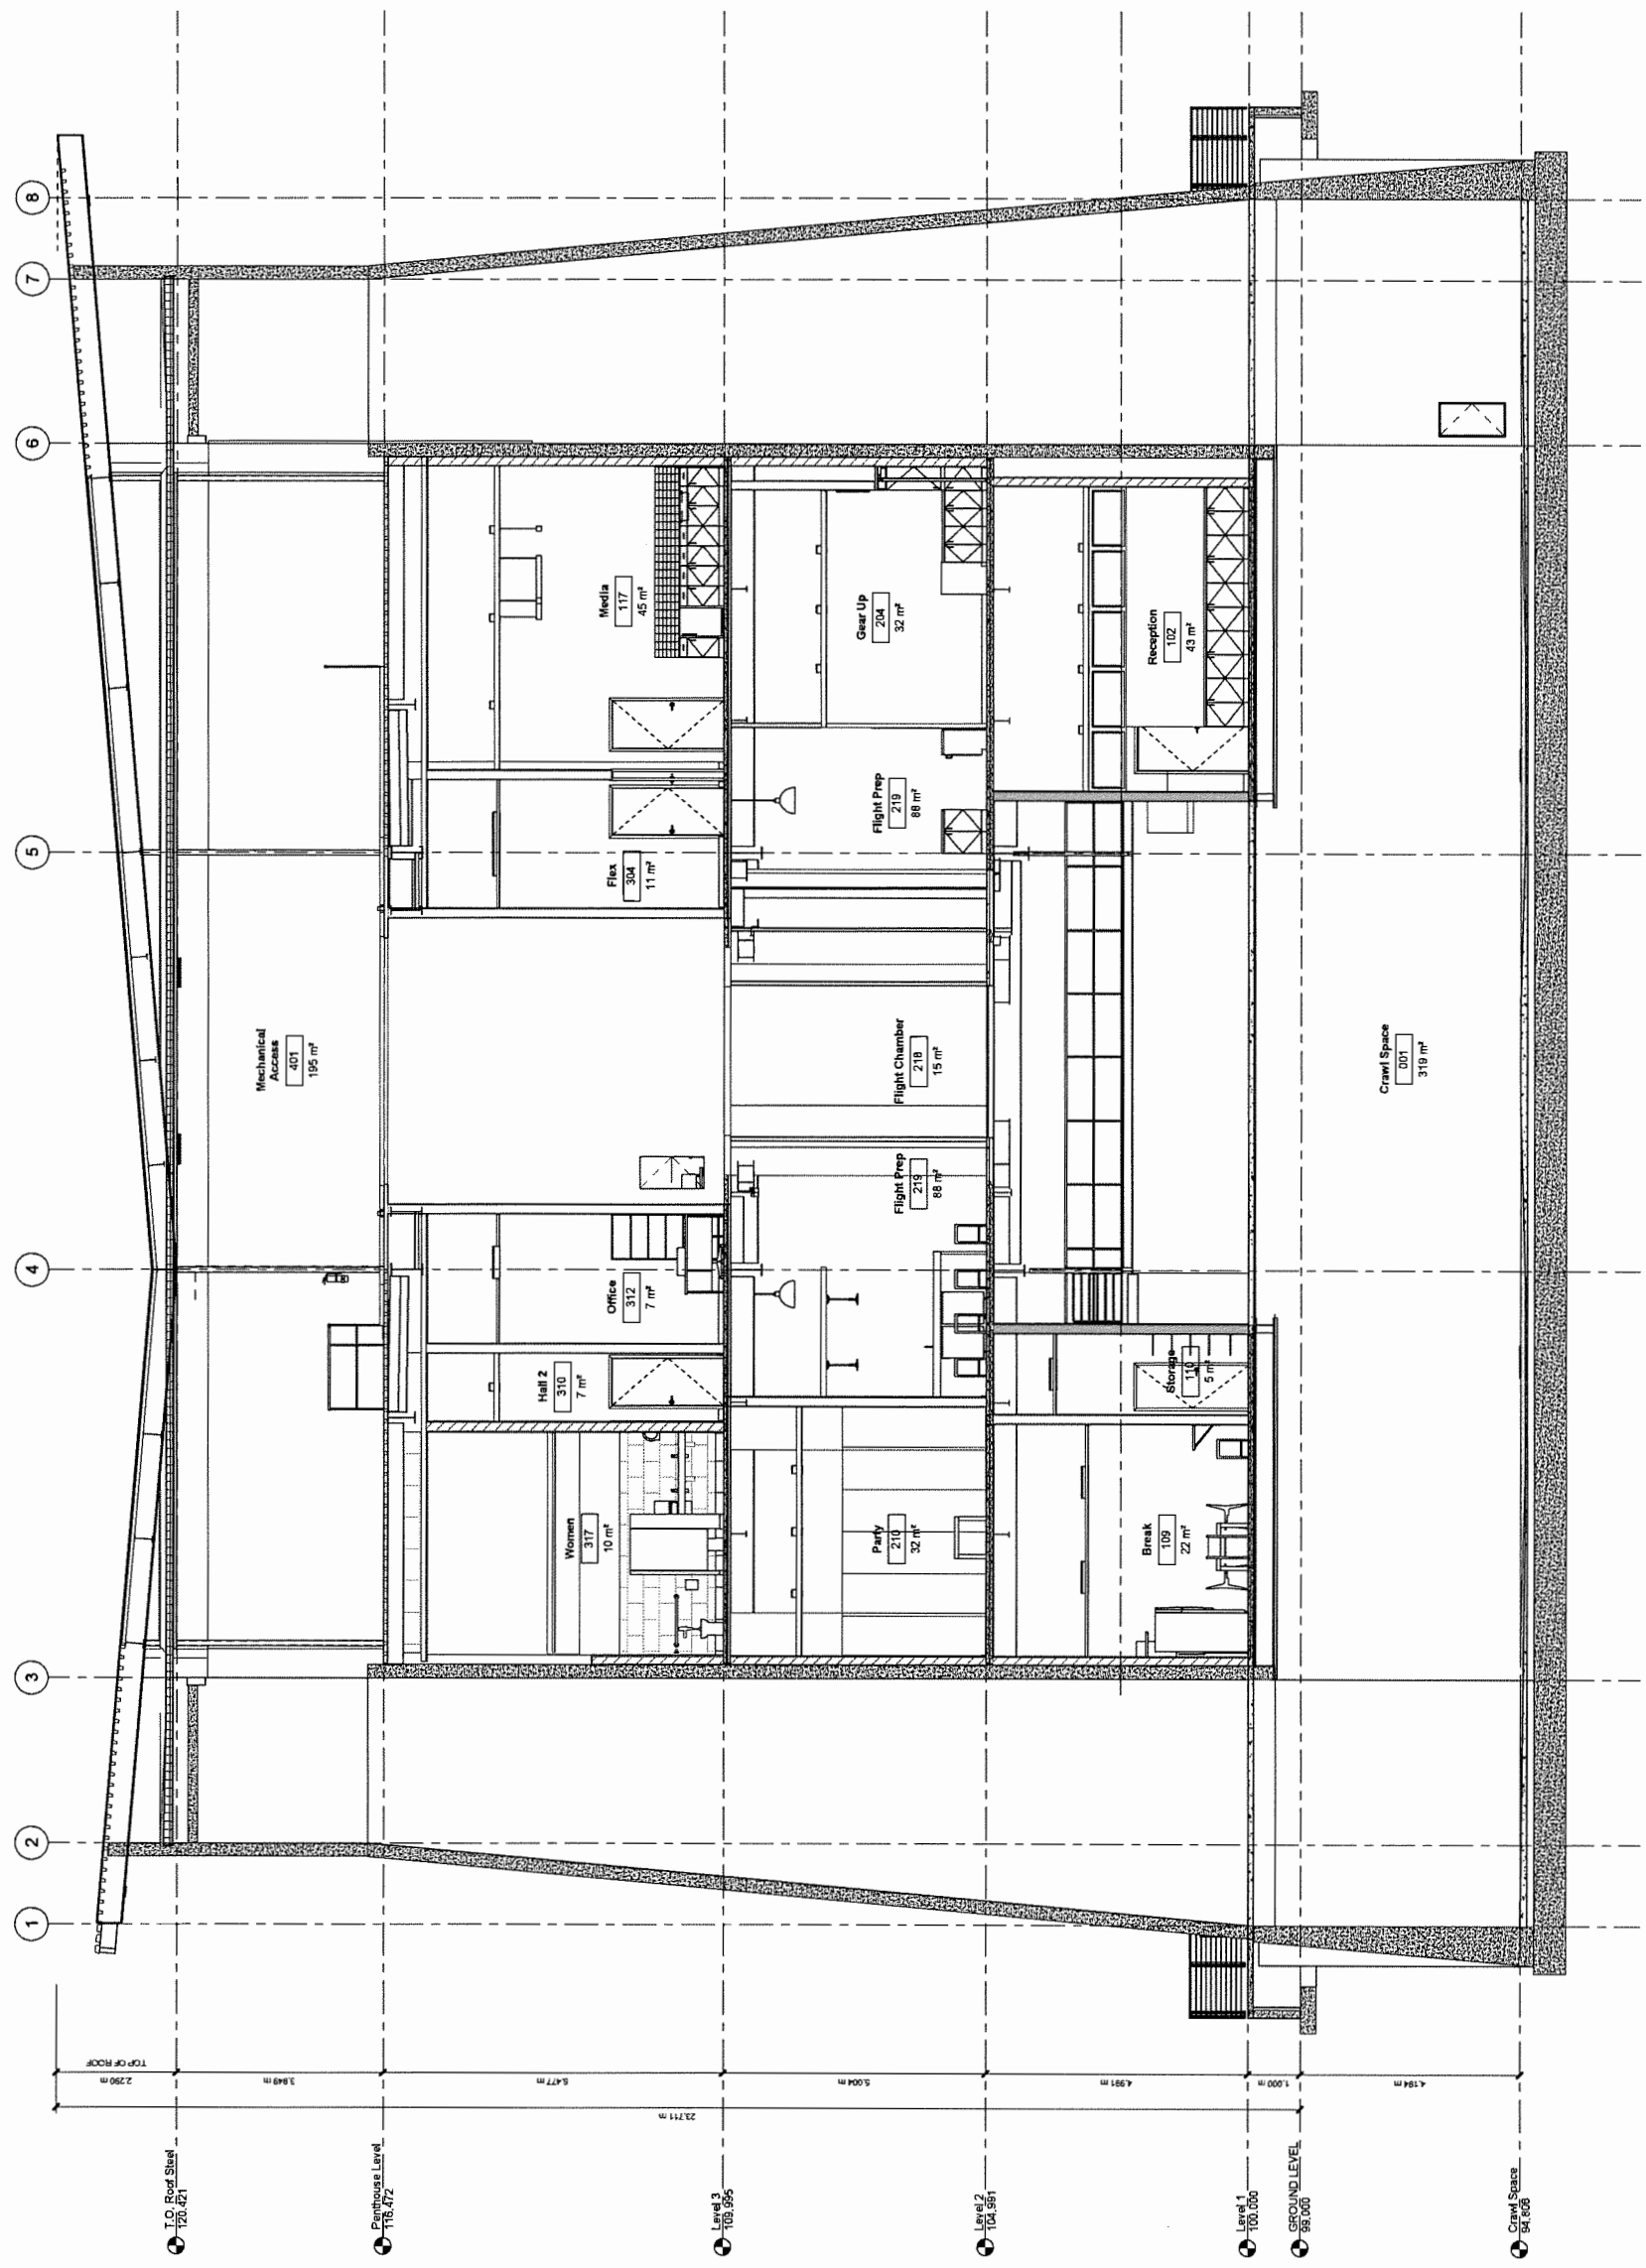 8
7
6
5
4
3
2
1
Mechanical
Access
401
195 m²
Media
117
45 m²
Flex
304
11 m²
Office
312
7 m²
Hall 2
310
7 m²
Women
317
10 m²
Gear Up
204
32 m²
Flight Prep
219
88 m²
Flight Chamber
218
15 m²
Flight Prep
219
88 m²
Party
210
32 m²
Reception
102
43 m²
Storage
110
5 m²
Break
109
22 m²
Crawl Space
001
319 m²
TOP OF ROOF
2.290 m
3.949 m
6.477 m
5.004 m
4.991 m
1.000 m
4.194 m
23.711 m
T.O. Roof Steel
120.421
Penthouse Level
116.472
Level 3
109.995
Level 2
104.991
Level 1
100.000
GROUND LEVEL
99.000
Crawl Space
94.806